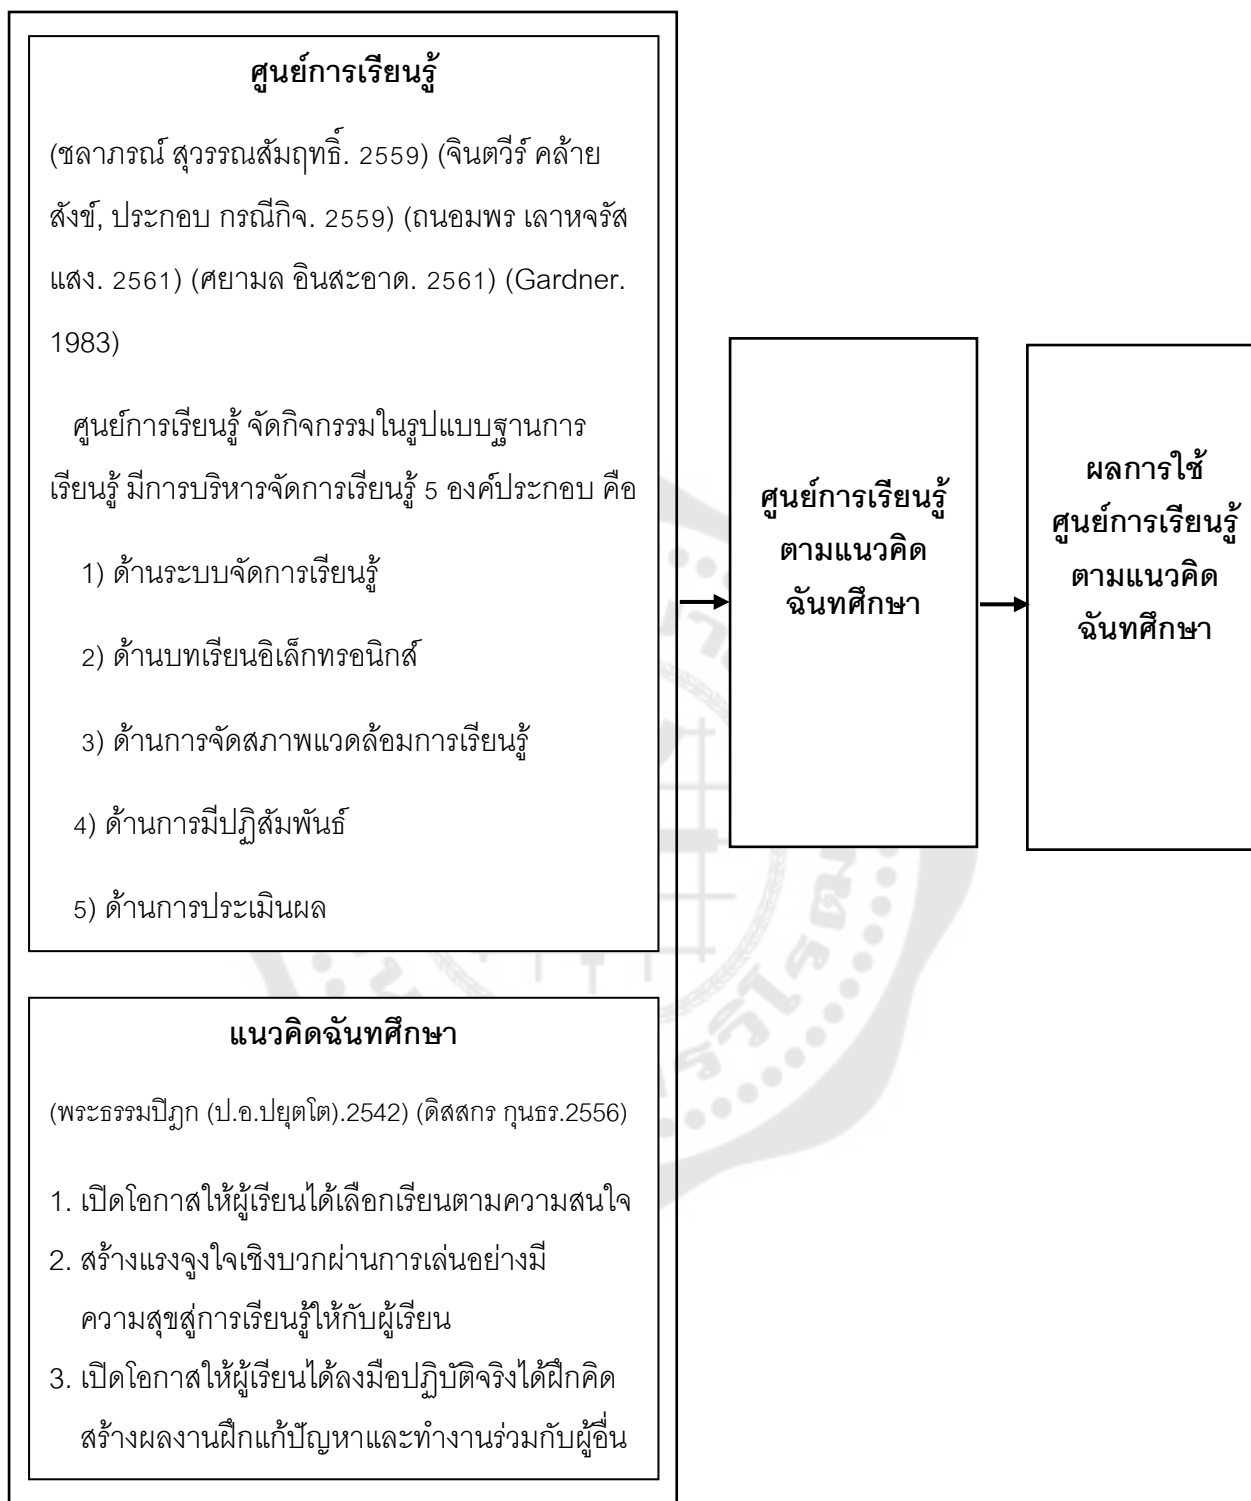 ศูนย์การเรียนรู้
(ชลาภรณ์ สุวรรณสัมฤทธิ์. 2559) (จินตวีร์ คล้าย
สังข์, ประกอบ กรณีกิจ. 2559) (ถนอมพร เลาหจรัส
แสง. 2561) (ศยามล อินสะอาด. 2561) (Gardner.
1983)
ศูนย์การเรียนรู้ จัดกิจกรรมในรูปแบบฐานการ
เรียนรู้ มีการบริหารจัดการเรียนรู้ 5 องค์ประกอบ คือ
1) ด้านระบบจัดการเรียนรู้
2) ด้านบทเรียนอิเล็กทรอนิกส์
3) ด้านการจัดสภาพแวดล้อมการเรียนรู้
4) ด้านการมีปฏิสัมพันธ์
5) ด้านการประเมินผล
แนวคิดฉันทศึกษา
(พระธรรมปิฎก (ป.อ.ปยุตโต).2542) (ดิสสกร กุนธร.2556)
1. เปิดโอกาสให้ผู้เรียนได้เลือกเรียนตามความสนใจ
2. สร้างแรงจูงใจเชิงบวกผ่านการเล่นอย่างมี
ความสุขสู่การเรียนรู้ให้กับผู้เรียน
3. เปิดโอกาสให้ผู้เรียนได้ลงมือปฏิบัติจริงได้ฝึกคิด
สร้างผลงานฝึกแก้ปัญหาและทำงานร่วมกับผู้อื่น
ศูนย์การเรียนรู้
ตามแนวคิด
ฉันทศึกษา
ผลการใช้
ศูนย์การเรียนรู้
ตามแนวคิด
ฉันทศึกษา